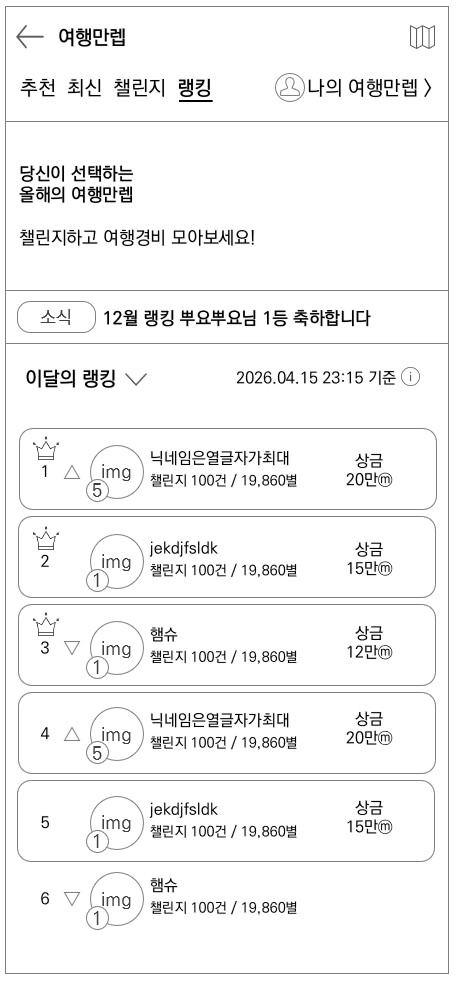 여행만렙
추천 최신 챌린지 랭킹 나의 여행만렙 〉
당신이 선택하는
올해의 여행만렙
챌린지하고 여행경비 모아보세요!
소식 12월 랭킹 뿌요뿌요님 1등 축하합니다
이달의 랭킹 2026.04.15 23:15 기준 ⓘ
1 △ img 5
닉네임은열글자가최대
챌린지 100건 / 19,860별
상금
20만ⓜ
2 img 1
jekdjfsldk
챌린지 100건 / 19,860별
상금
15만ⓜ
3 ▽ img 1
햄슈
챌린지 100건 / 19,860별
상금
12만ⓜ
4 △ img 5
닉네임은열글자가최대
챌린지 100건 / 19,860별
상금
20만ⓜ
5 img 1
jekdjfsldk
챌린지 100건 / 19,860별
상금
15만ⓜ
6 ▽ img 1
햄슈
챌린지 100건 / 19,860별